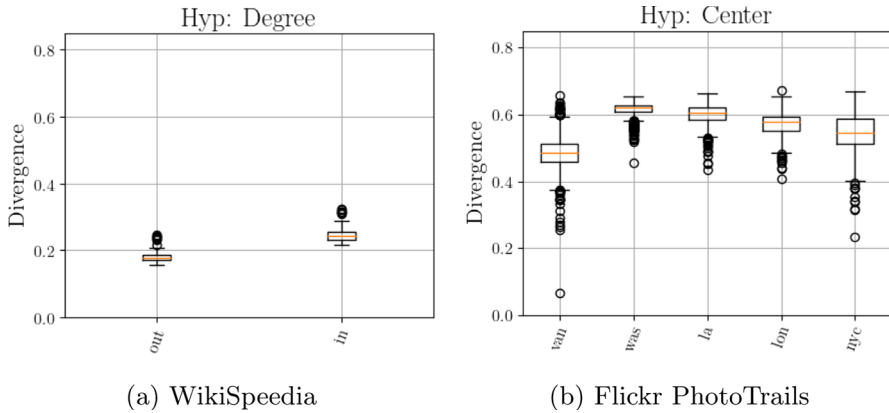 Hyp: Degree
Divergence
0.8
0.6
0.4
0.2
0.0
out
in
(a) WikiSpeedia
Hyp: Center
Divergence
0.8
0.6
0.4
0.2
0.0
van
was
la
lon
nyc
(b) Flickr PhotoTrails